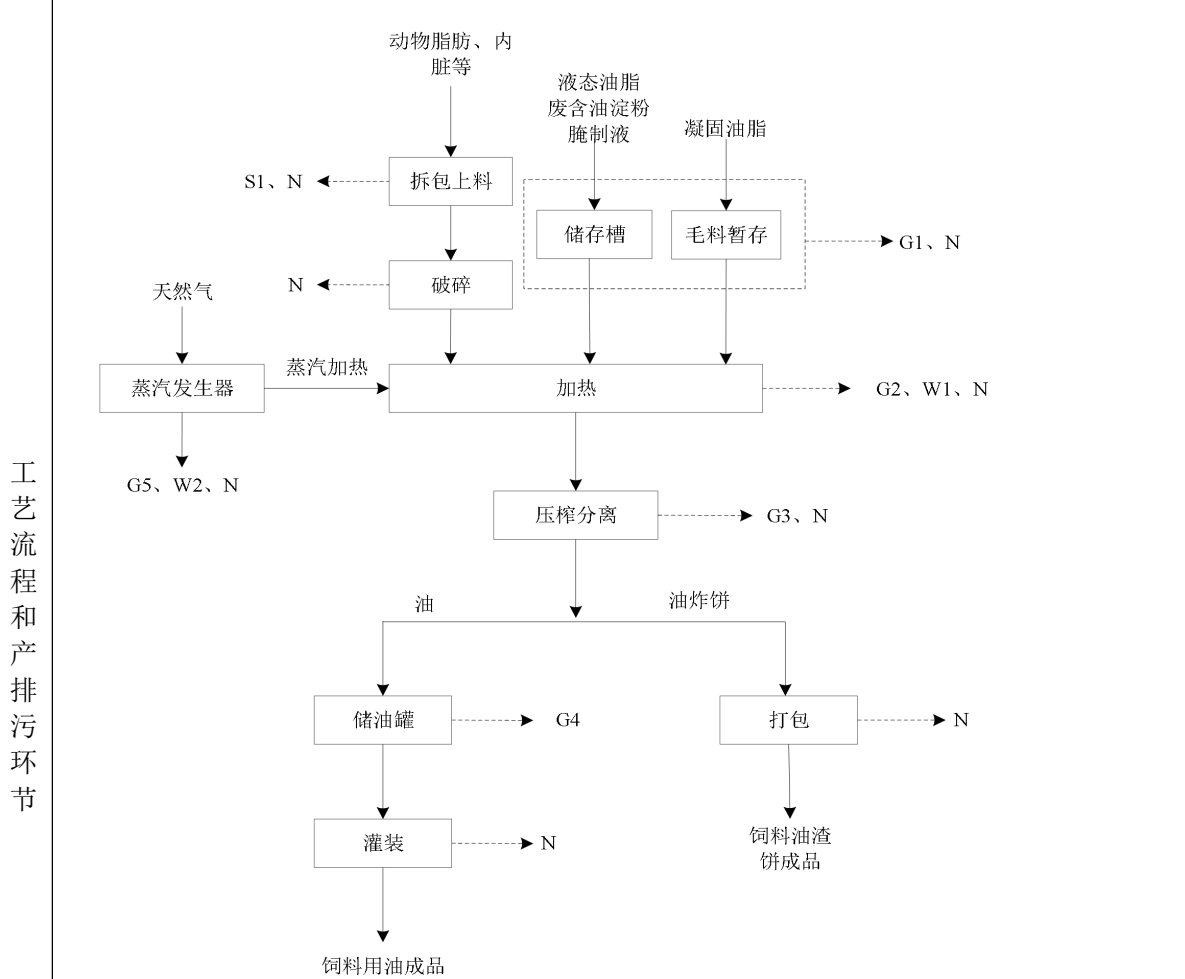 动物脂肪、内
脏等
液态油脂
废含油淀粉
腌制液
凝固油脂
S1、N
拆包上料
储存槽
毛料暂存
G1、N
N
破碎
天然气
蒸汽加热
蒸汽发生器
加热
G2、W1、N
G5、W2、N
压榨分离
G3、N
油
油炸饼
储油罐
G4
打包
N
灌装
N
饲料油渣
饼成品
饲料用油成品
工
艺
流
程
和
产
排
污
环
节